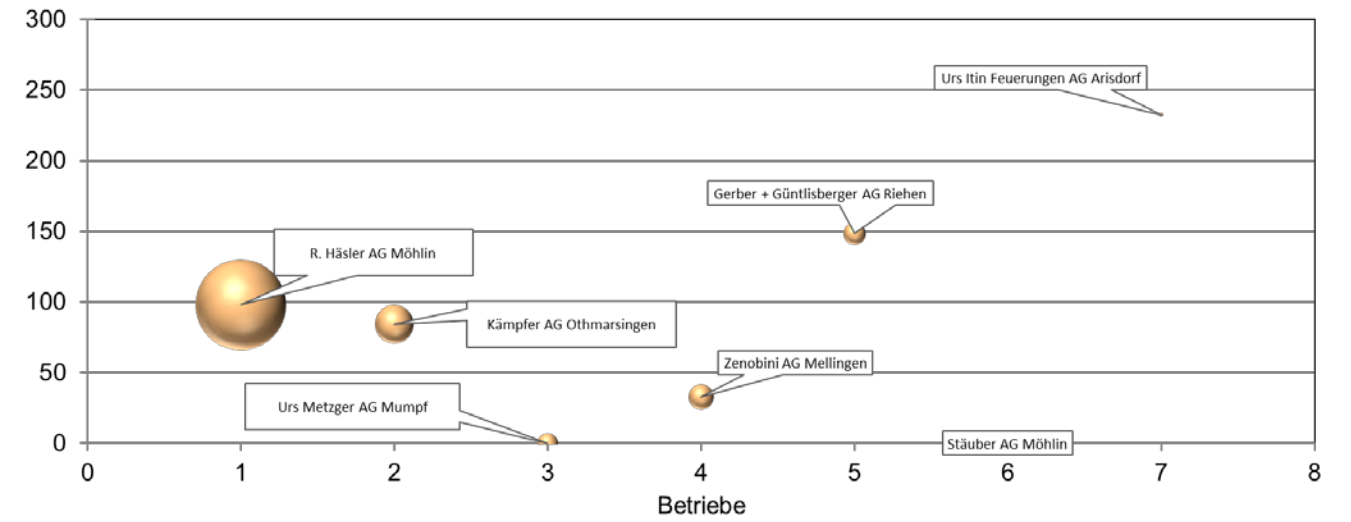 300
250
Urs Itin Feuerungen AG Arisdorf
200
Gerber + Güntlisberger AG Riehen
150
R. Häsler AG Möhlin
100
Kämpfer AG Othmarsingen
50
Zenobini AG Mellingen
Urs Metzger AG Mumpf
0
Stäuber AG Möhlin
0 1 2 3 4 5 6 7 8
Betriebe